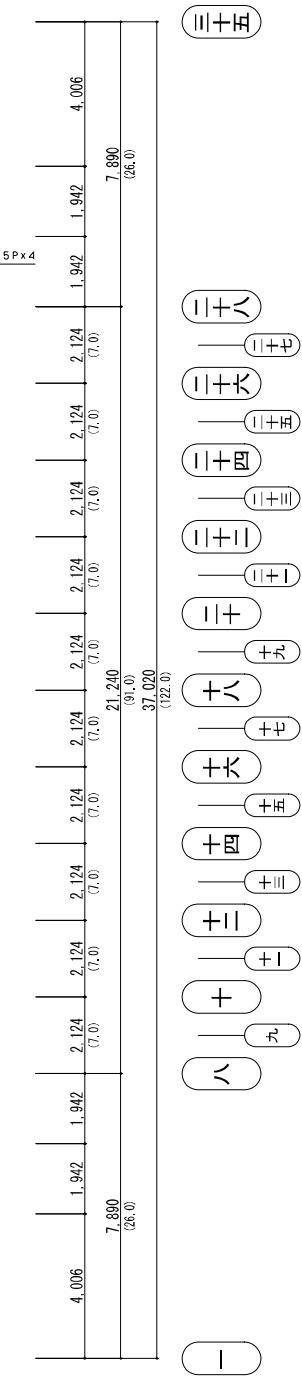 三十五
4,006
7,890
(26.0)
1,942
5Px4
1,942
二十八
2,124
(7.0)
二十七
二十六
2,124
(7.0)
二十五
二十四
2,124
(7.0)
二十三
二十二
2,124
(7.0)
二十一
二十
2,124
(7.0)
十九
21,240
(91.0)
37,020
(122.0)
十八
2,124
(7.0)
十七
十六
2,124
(7.0)
十五
十四
2,124
(7.0)
十三
十二
2,124
(7.0)
十一
十
2,124
(7.0)
九
八
1,942
1,942
7,890
(26.0)
4,006
一